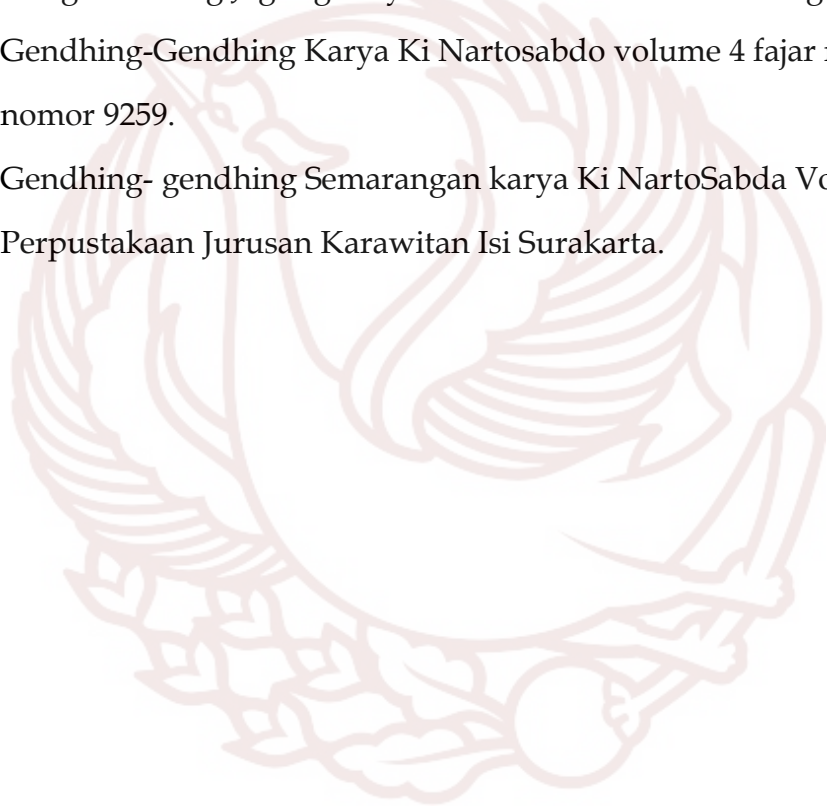 Gendhing-Gendhing Karya Ki Nartosabdo volume 4 fajar
nomor 9259.
Gendhing- gendhing Semarangan karya Ki NartoSabda
Perpustakaan Jurusan Karawitan Isi Surakarta.